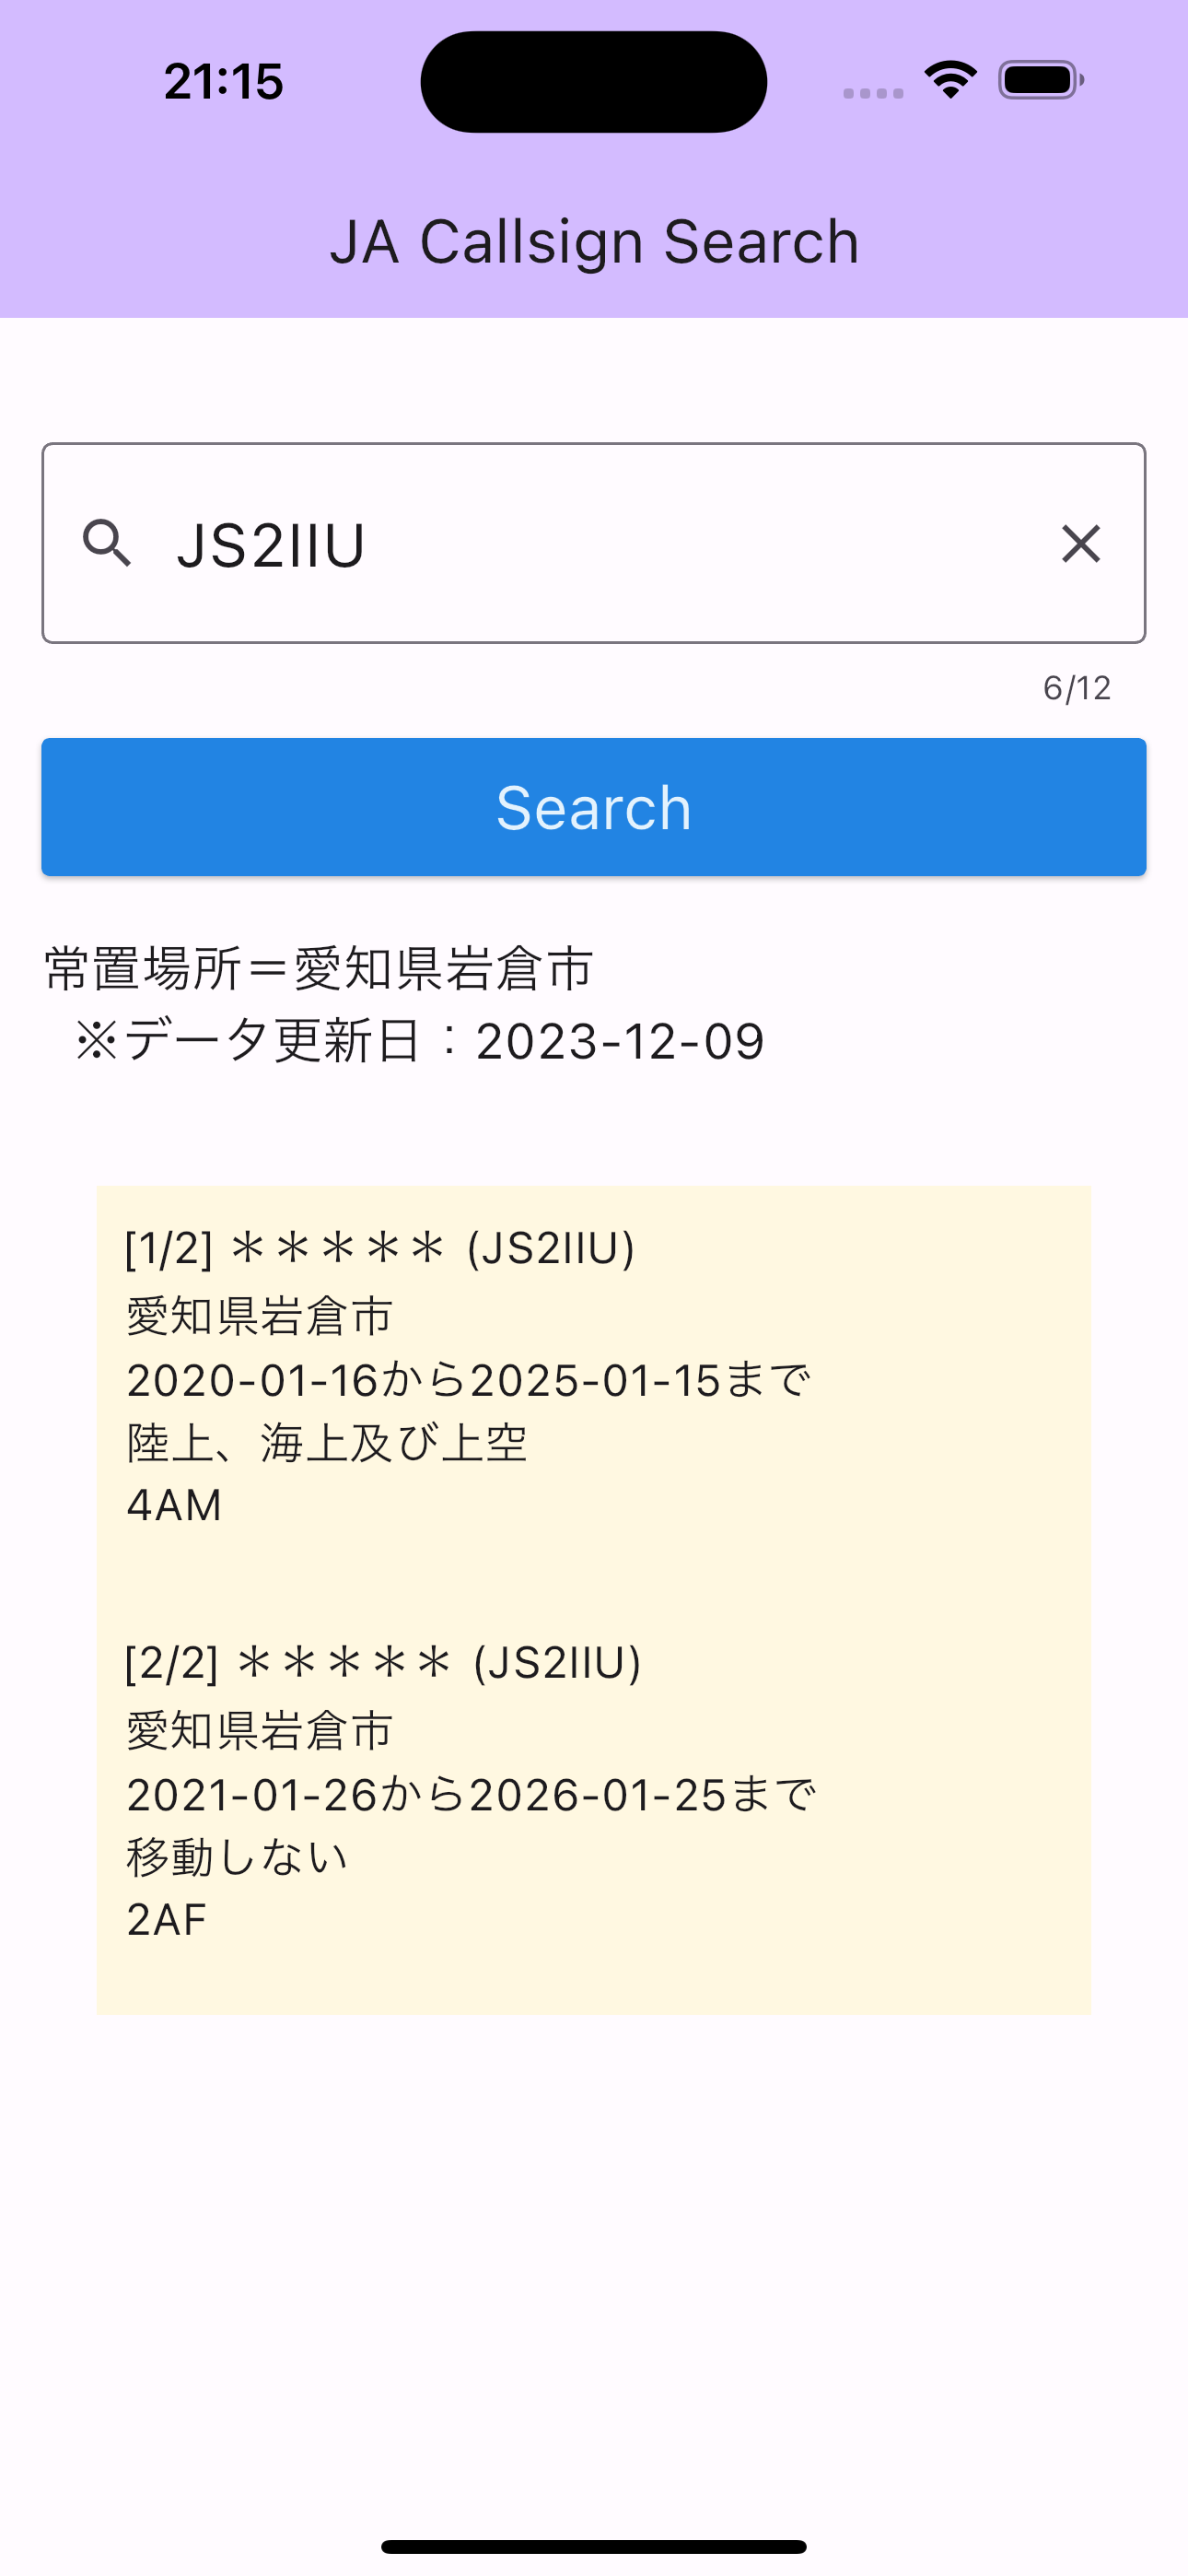 21:15
JA Callsign Search
JS2IIU
6/12
Search
常置場所＝愛知県岩倉市
※データ更新日：2023-12-09
[1/2] ＊＊＊＊＊ (JS2IIU)
愛知県岩倉市
2020-01-16から2025-01-15まで
陸上、海上及び上空
4AM
[2/2] ＊＊＊＊＊ (JS2IIU)
愛知県岩倉市
2021-01-26から2026-01-25まで
移動しない
2AF